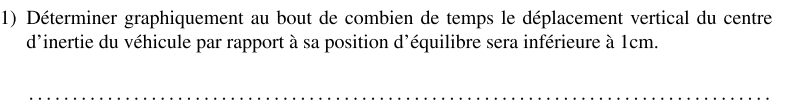 1) Déterminer graphiquement au bout de combien de temps le déplacement vertical du centre
d’inertie du véhicule par rapport à sa position d’équilibre sera inférieure à 1cm.
................................................................................